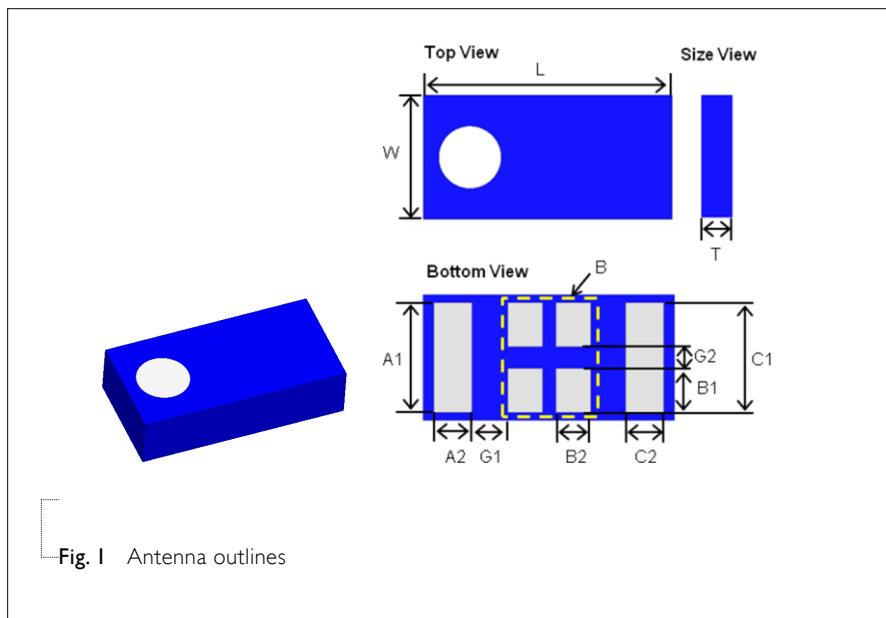 Top View
Size View
L
W
T
Bottom View
B
A1
G2
C1
B1
A2
G1
B2
C2
Fig. 1 Antenna outlines